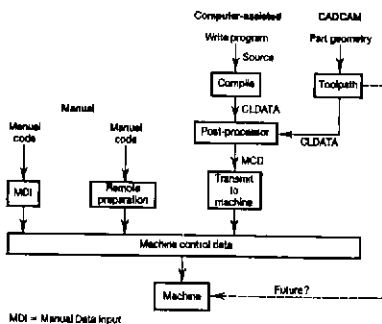 Computer-assisted
CADCAM
Write program
Part geometry
Source
Compile
Toolpath
CLDATA
Manual
Post-processor
CLDATA
Manual
code
Manual
code
MCD
MDI
Remote
preparation
Transmit
to
machine
Machine control data
Machine
Future?
MDI = Manual Data Input